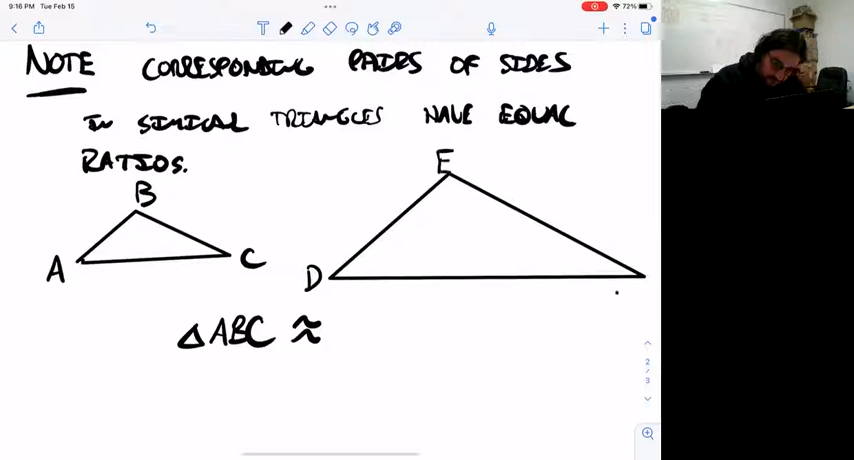 9:16 PM Tue Feb 15
72%
NOTE CORRESPONDING PAIRS OF SIDES
IN SIMILAR TRIANGLES HAVE EQUAL
RATIOS.
B
E
A
C
D
△ABC ≈
2
/
3